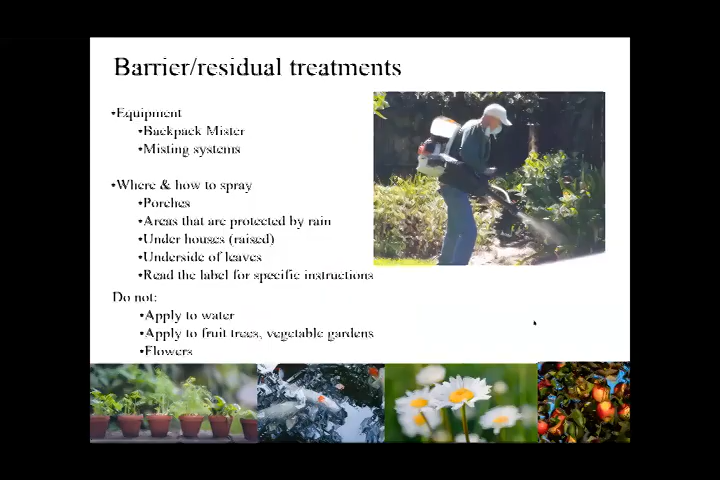 Barrier/residual treatments
•Equipment
•Backpack Mister
•Misting systems
•Where & how to spray
•Porches
•Areas that are protected by rain
•Under houses (raised)
•Underside of leaves
•Read the label for specific instructions
Do not:
•Apply to water
•Apply to fruit trees, vegetable gardens
•Flowers